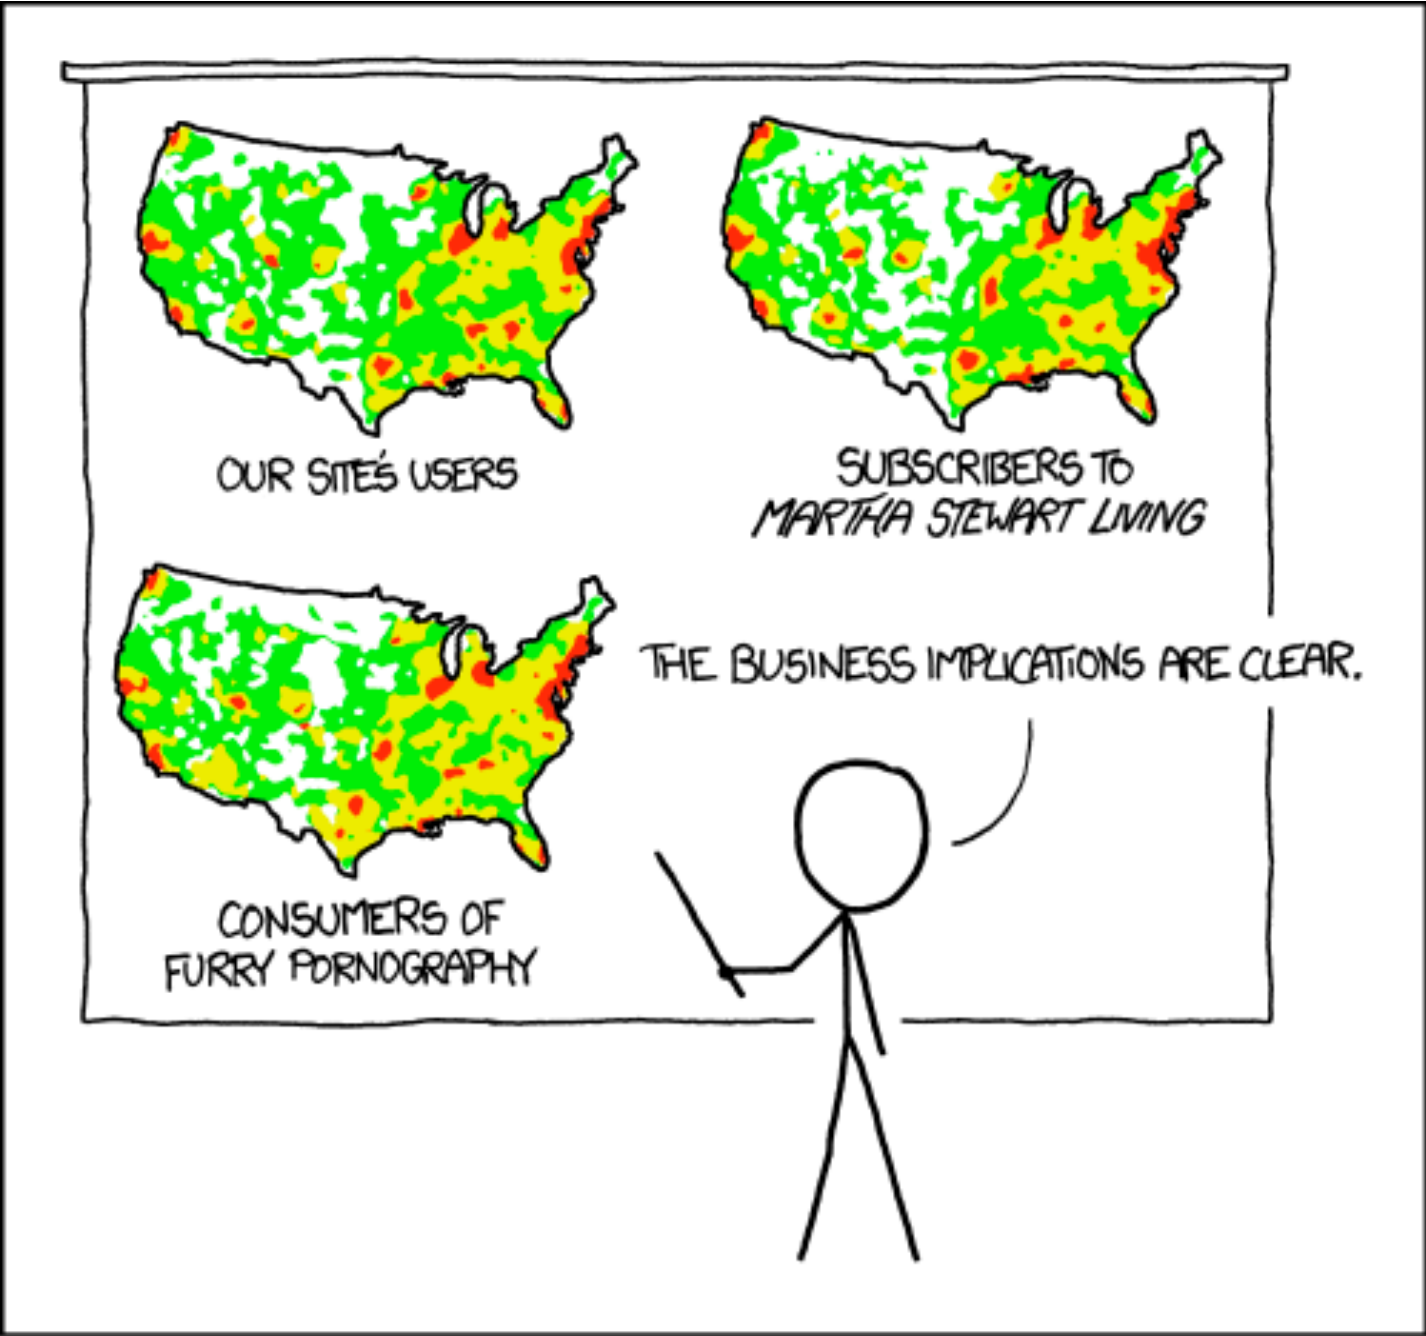 OUR SITE'S USERS
SUBSCRIBERS TO
MARTHA STEWART LIVING
CONSUMERS OF
FURRY PORNOGRAPHY
THE BUSINESS IMPLICATIONS ARE CLEAR.